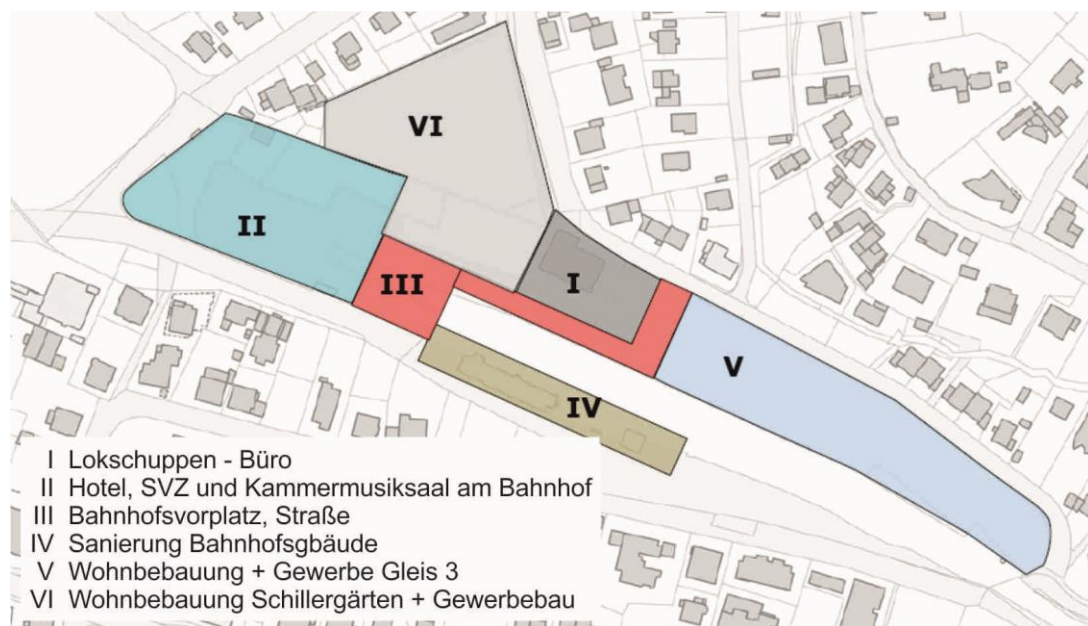 VI
II
III
I
V
IV
I Lokschuppen - Büro
II Hotel, SVZ und Kammermusiksaal am Bahnhof
III Bahnhofsvorplatz, Straße
IV Sanierung Bahnhofsgbäude
V Wohnbebauung + Gewerbe Gleis 3
VI Wohnbebauung Schillergärten + Gewerbebau